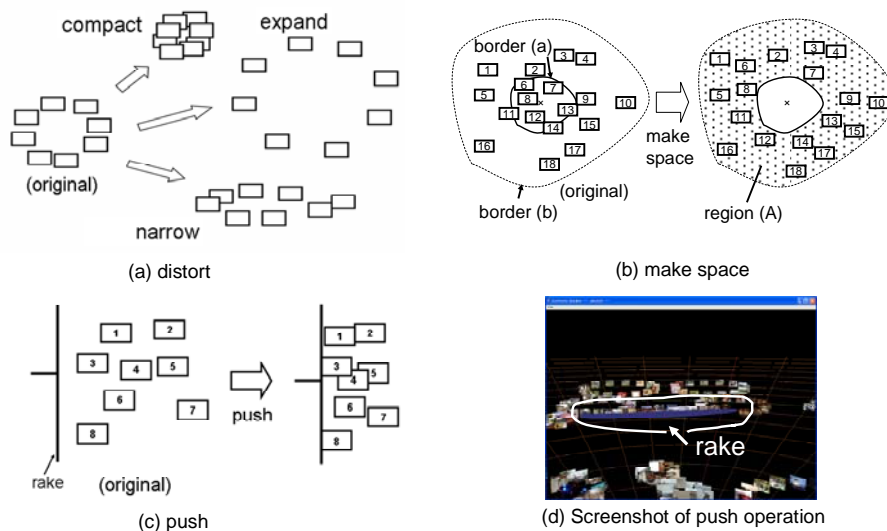 compact
expand
(original)
narrow
(a) distort
border (a)
1
2
3
4
5
6
7
8
9
10
11
12
13
14
15
16
17
18
(original)
border (b)
make
space
1
2
3
4
5
6
7
8
9
10
11
12
13
14
15
16
17
18
region (A)
(b) make space
1
2
3
4
5
6
7
8
rake
(original)
push
1
2
3
4
5
6
7
8
(c) push
rake
(d) Screenshot of push operation